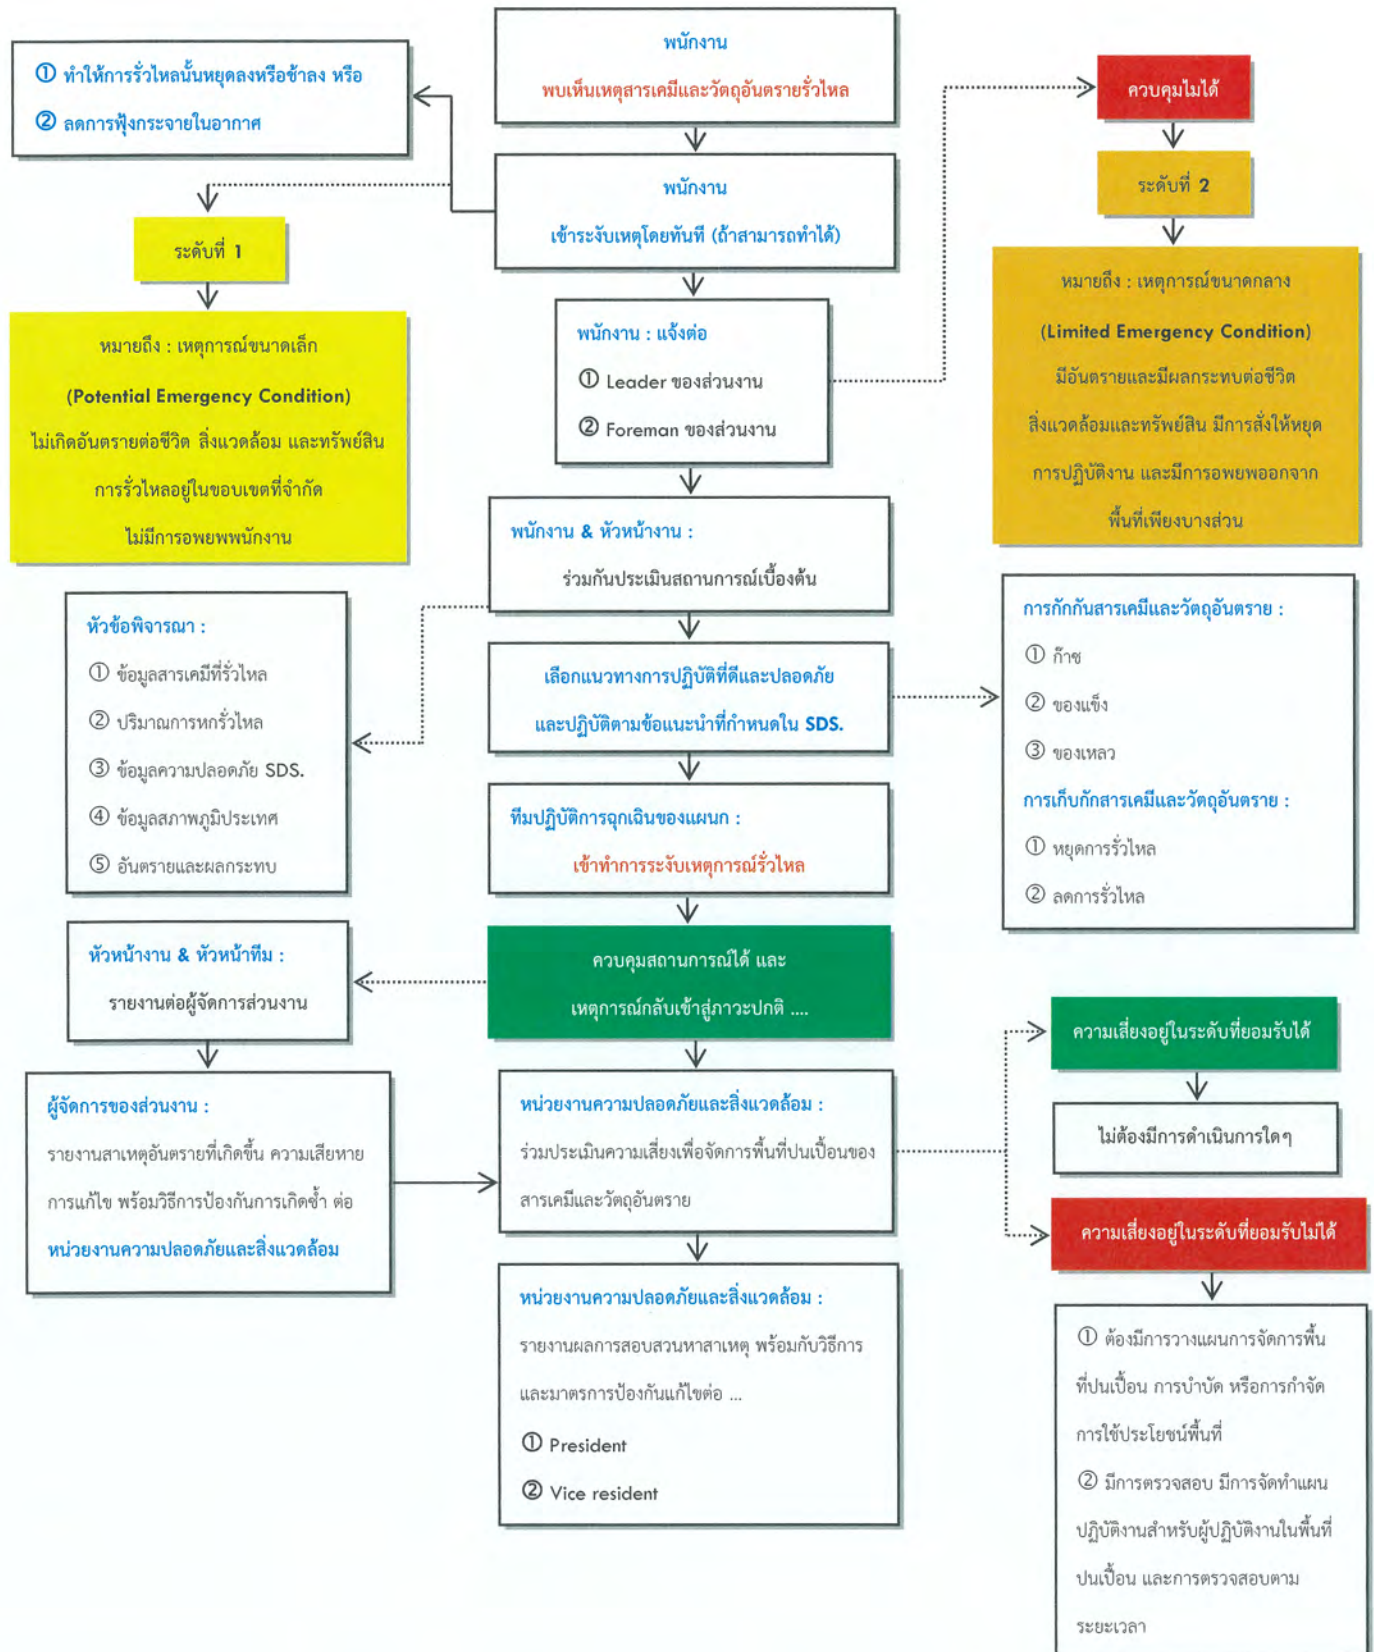 พนักงาน
พบเห็นเหตุสารเคมีและวัตถุอันตรายรั่วไหล
① ทำให้การรั่วไหลนั้นหยุดลงหรือช้าลง หรือ
② ลดการฟุ้งกระจายในอากาศ
ควบคุมไมได้
พนักงาน
เข้าระงับเหตุโดยทันที (ถ้าสามารถทำได้)
ระดับที่ 2
ระดับที่ 1
หมายถึง : เหตุการณ์ขนาดกลาง
(Limited Emergency Condition)
มีอันตรายและมีผลกระทบต่อชีวิต
สิ่งแวดล้อมและทรัพย์สิน มีการสั่งให้หยุด
การปฏิบัติงาน และมีการอพยพออกจาก
พื้นที่เพียงบางส่วน
หมายถึง : เหตุการณ์ขนาดเล็ก
(Potential Emergency Condition)
ไม่เกิดอันตรายต่อชีวิต สิ่งแวดล้อม และทรัพย์สิน
การรั่วไหลอยู่ในขอบเขตที่จำกัด
ไม่มีการอพยพพนักงาน
พนักงาน : แจ้งต่อ
① Leader ของส่วนงาน
② Foreman ของส่วนงาน
พนักงาน & หัวหน้างาน :
ร่วมกันประเมินสถานการณ์เบื้องต้น
หัวข้อพิจารณา :
① ข้อมูลสารเคมีที่รั่วไหล
② ปริมาณการหกรั่วไหล
③ ข้อมูลความปลอดภัย SDS.
④ ข้อมูลสภาพภูมิประเทศ
⑤ อันตรายและผลกระทบ
เลือกแนวทางการปฏิบัติที่ดีและปลอดภัย
และปฏิบัติตามข้อแนะนำที่กำหนดใน SDS.
การกักกันสารเคมีและวัตถุอันตราย :
① ก๊าซ
② ของแข็ง
③ ของเหลว
การเก็บกักสารเคมีและวัตถุอันตราย :
① หยุดการรั่วไหล
② ลดการรั่วไหล
ทีมปฏิบัติการฉุกเฉินของแผนก :
เข้าทำการระงับเหตุการณ์รั่วไหล
หัวหน้างาน & หัวหน้าทีม :
รายงานต่อผู้จัดการส่วนงาน
ควบคุมสถานการณ์ได้ และ
เหตุการณ์กลับเข้าสู่ภาวะปกติ ....
ความเสี่ยงอยู่ในระดับที่ยอมรับได้
ไม่ต้องมีการดำเนินการใดๆ
ผู้จัดการของส่วนงาน :
รายงานสาเหตุอันตรายที่เกิดขึ้น ความเสียหาย
การแก้ไข พร้อมวิธีการป้องกันการเกิดซ้ำ ต่อ
หน่วยงานความปลอดภัยและสิ่งแวดล้อม
หน่วยงานความปลอดภัยและสิ่งแวดล้อม :
ร่วมประเมินความเสี่ยงเพื่อจัดการพื้นที่ปนเปื้อนของ
สารเคมีและวัตถุอันตราย
ความเสี่ยงอยู่ในระดับที่ยอมรับไม่ได้
หน่วยงานความปลอดภัยและสิ่งแวดล้อม :
รายงานผลการสอบสวนหาสาเหตุ พร้อมกับวิธีการ
และมาตรการป้องกันแก้ไขต่อ ...
① President
② Vice resident
① ต้องมีการวางแผนการจัดการพื้น
ที่ปนเปื้อน การบำบัด หรือการกำจัด
การใช้ประโยชน์พื้นที่
② มีการตรวจสอบ มีการจัดทำแผน
ปฏิบัติงานสำหรับผู้ปฏิบัติงานในพื้นที่
ปนเปื้อน และการตรวจสอบตาม
ระยะเวลา